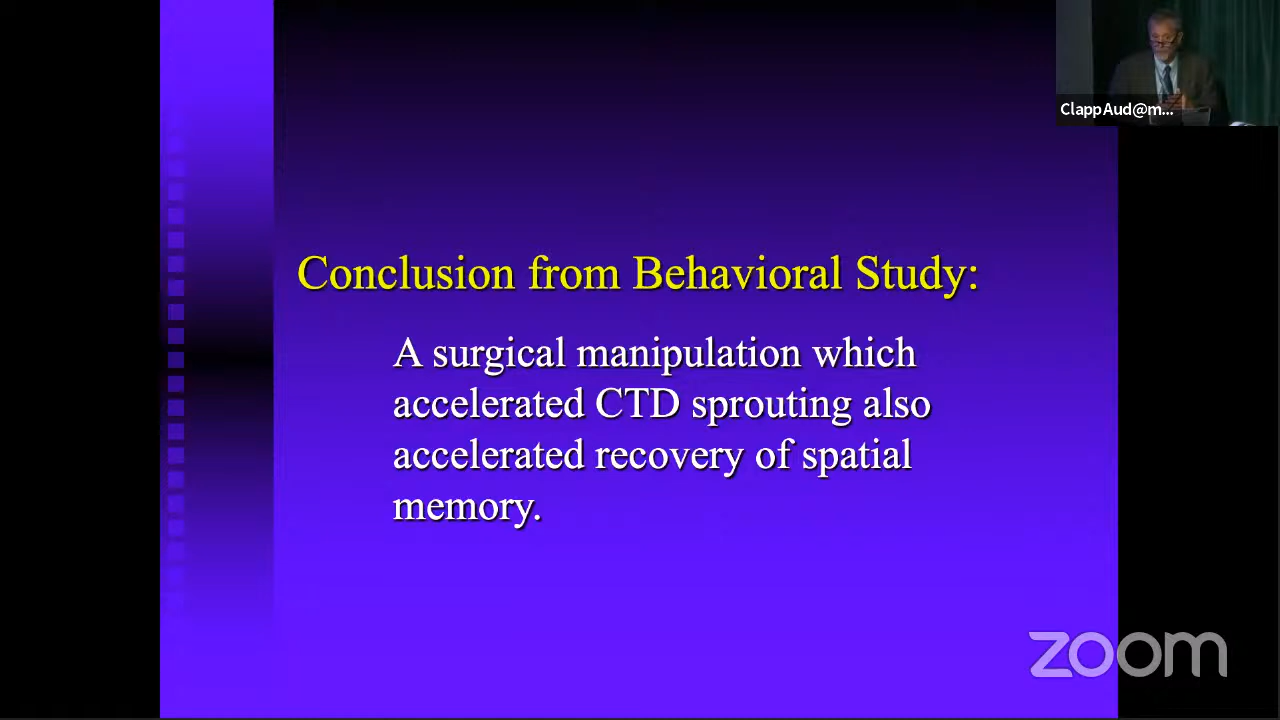 ClappAud@m...
Conclusion from Behavioral Study:
A surgical manipulation which
accelerated CTD sprouting also
accelerated recovery of spatial
memory.
zoom